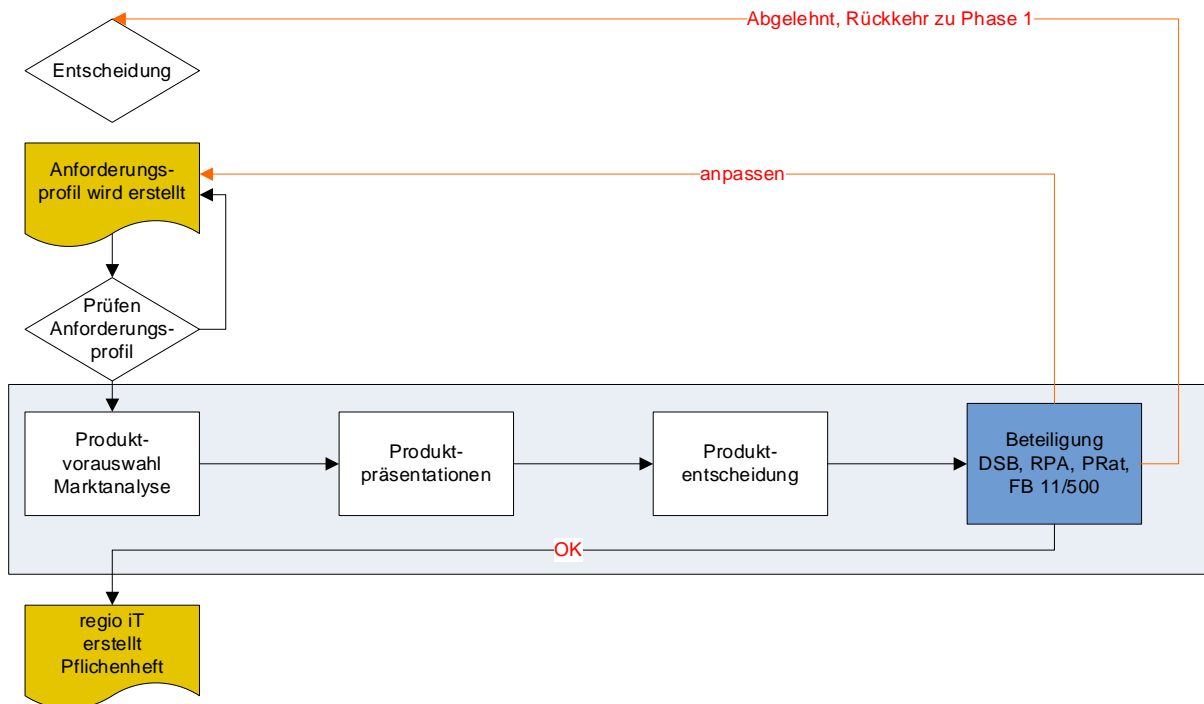 Abgelehnt, Rückkehr zu Phase 1
Entscheidung
Anforderungs-
profil wird erstellt
anpassen
Prüfen
Anforderungs-
profil
Produkt-
vorauswahl
Marktanalyse
Produkt-
präsentationen
Produkt-
entscheidung
Beteiligung
DSB, RPA, PRat,
FB 11/500
OK
regio iT
erstellt
Pflichenheft